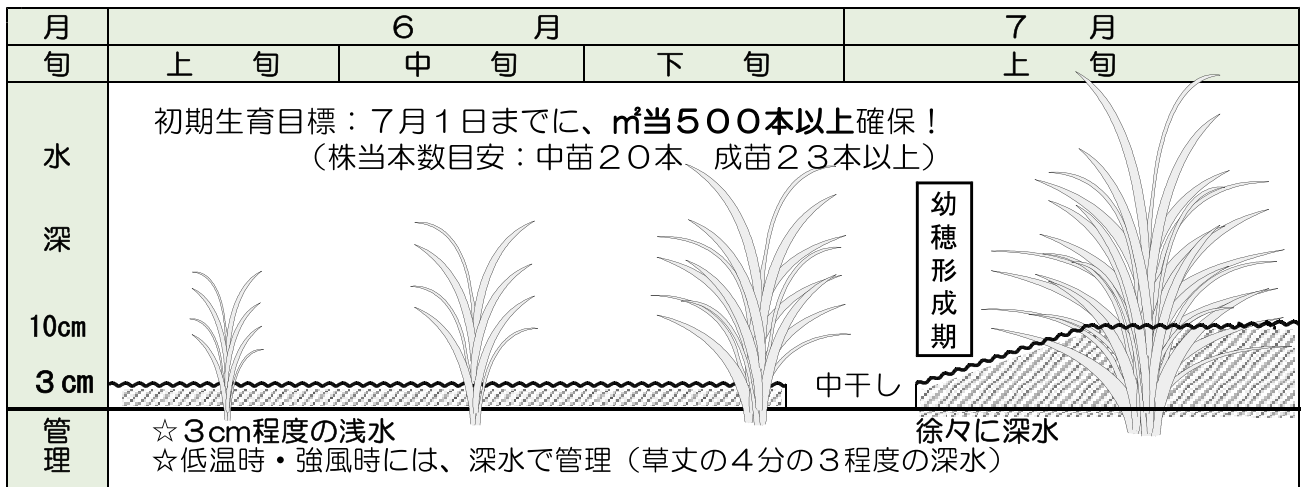 月 ６月 ７月
旬 上旬 中旬 下旬 上旬
初期生育目標：７月１日までに、㎡当５００本以上確保！
（株当本数目安：中苗２０本　成苗２３本以上）
水深
幼穂形成期
10cm
３cm
中干し
管理
☆３cm程度の浅水
徐々に深水
☆低温時・強風時には、深水で管理（草丈の４分の３程度の深水）